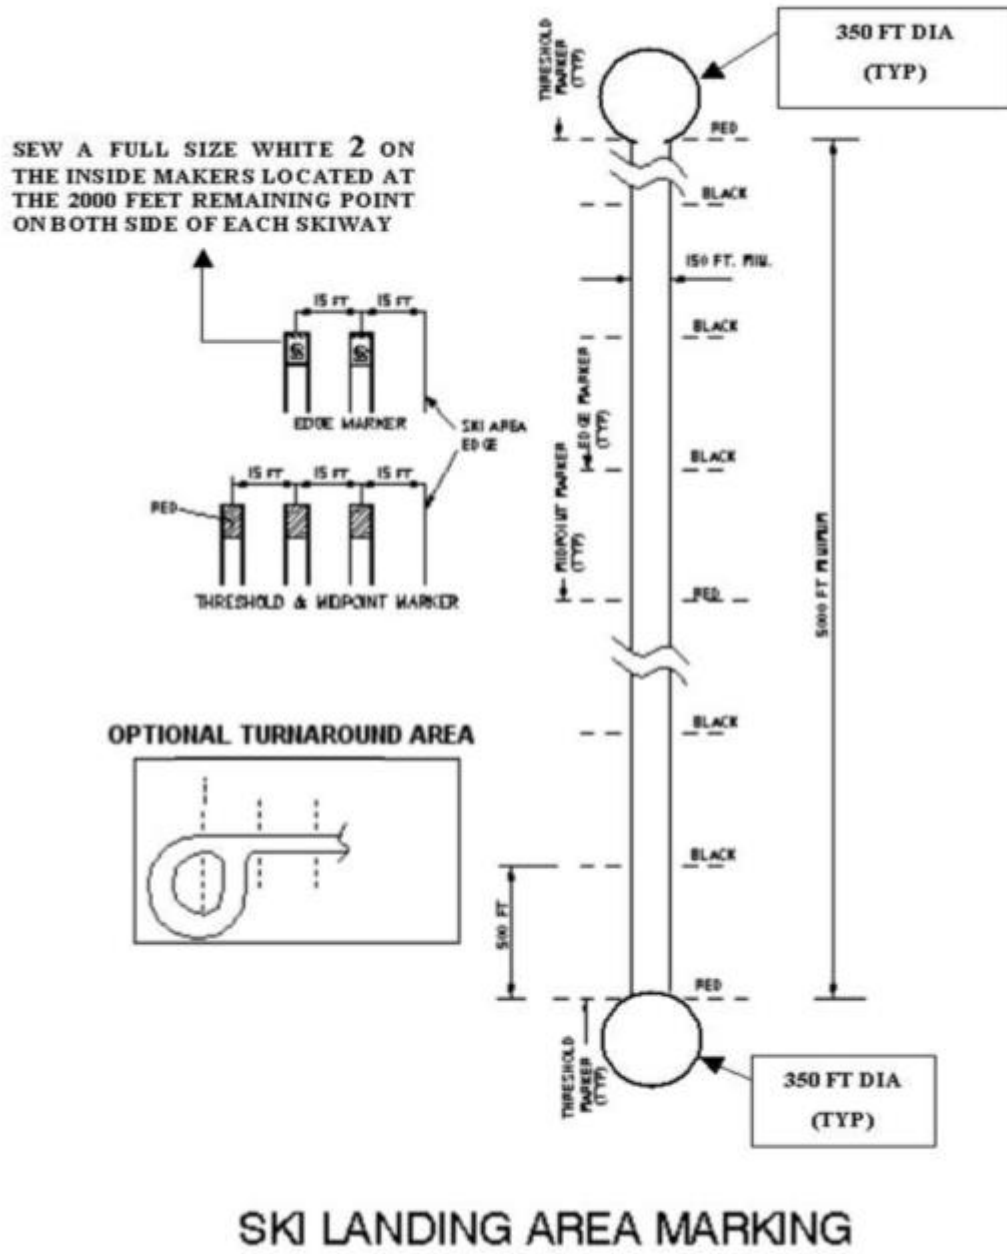 THRESHOLD
MARKER
(TYP)
350 FT DIA
(TYP)
RED
SEW A FULL SIZE WHITE 2 ON
THE INSIDE MAKERS LOCATED AT
THE 2000 FEET REMAINING POINT
ON BOTH SIDE OF EACH SKIWAY
BLACK
150 FT. MIN.
15 FT
15 FT
BLACK
EDGE MARKER
SKI AREA
EDGE
EDGE MARKER
(TYP)
BLACK
15 FT
15 FT
15 FT
RED
MIDPOINT MARKER
(TYP)
THRESHOLD & MIDPOINT MARKER
RED
5000 FT MINIMUM
OPTIONAL TURNAROUND AREA
BLACK
BLACK
500 FT
RED
THRESHOLD
MARKER
(TYP)
350 FT DIA
(TYP)
SKI LANDING AREA MARKING